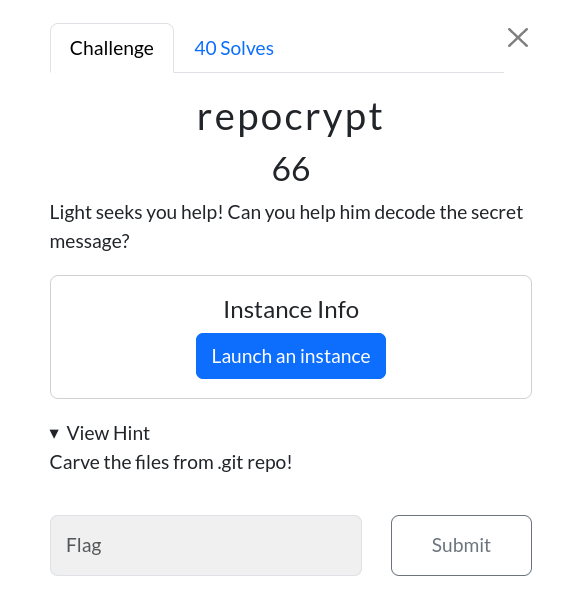 Challenge
40 Solves
repocrypt
66
Light seeks you help! Can you help him decode the secret
message?
Instance Info
Launch an instance
▾ View Hint
Carve the files from .git repo!
Flag
Submit